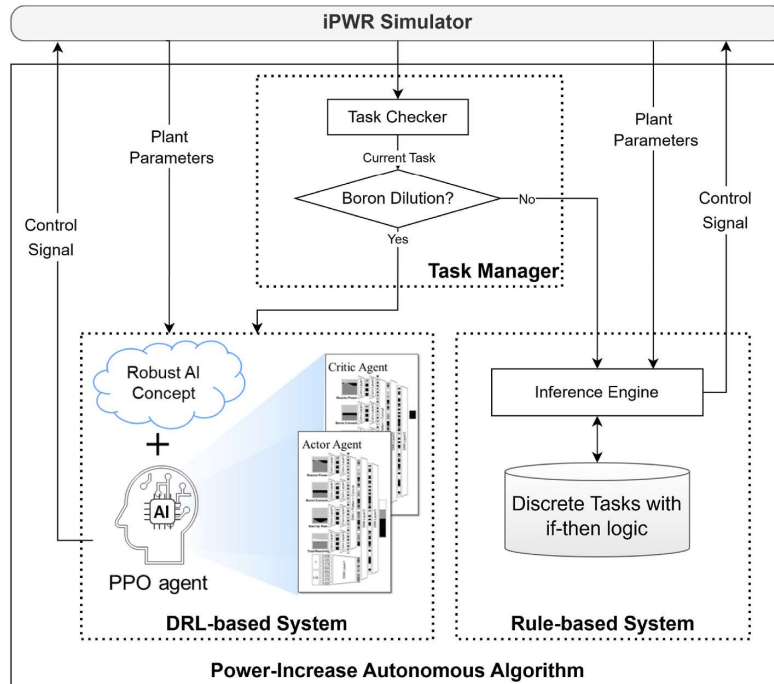 iPWR Simulator
Task Checker
Plant
Parameters
Plant
Parameters
Current Task
Boron Dilution?
No
Control
Signal
Control
Signal
Yes
Task Manager
Robust AI
Concept
+
Critic Agent
Actor Agent
AI
PPO agent
DRL-based System
Inference Engine
Discrete Tasks with
if-then logic
Rule-based System
Power-Increase Autonomous Algorithm